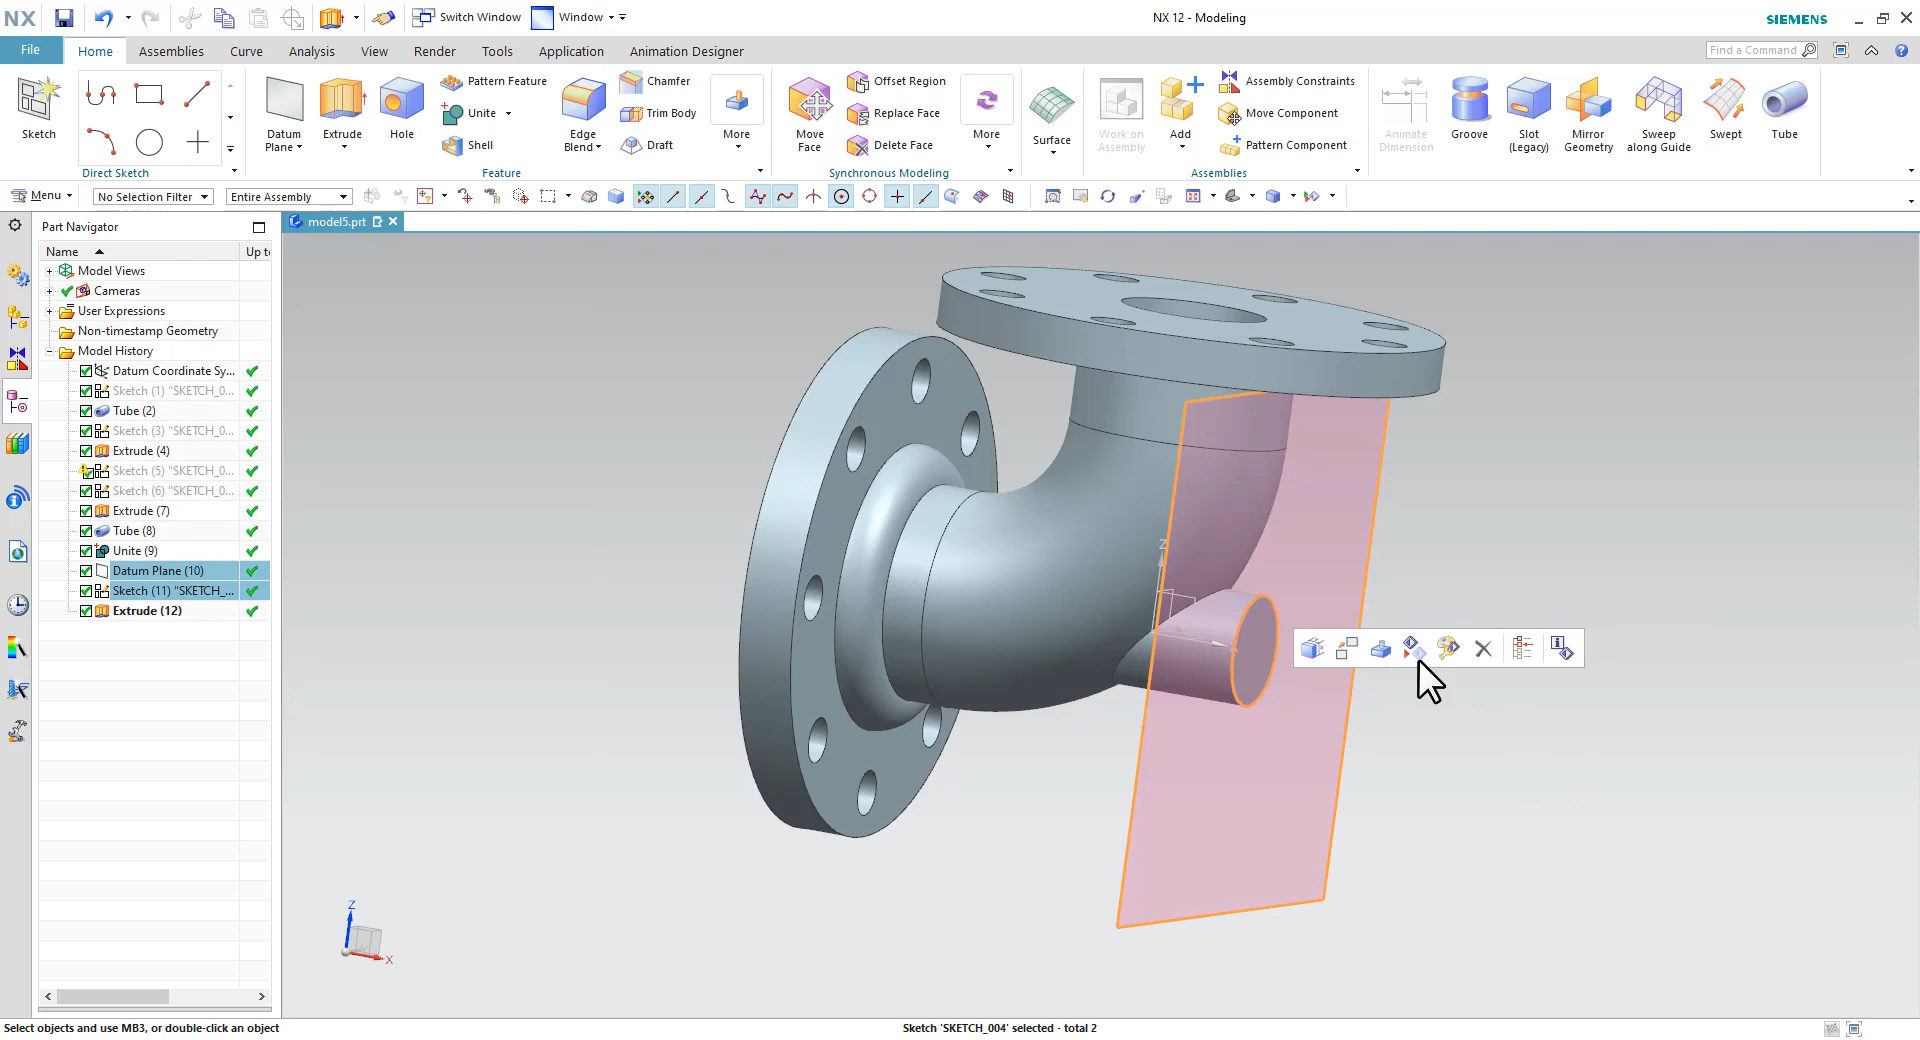 NX
Switch Window
Window
NX 12 - Modeling
SIEMENS
File
Home
Assemblies
Curve
Analysis
View
Render
Tools
Application
Animation Designer
Find a Command
Sketch
Direct Sketch
Datum Plane
Extrude
Hole
Pattern Feature
Unite
Shell
Edge Blend
Chamfer
Trim Body
Draft
More
Feature
Move Face
Offset Region
Replace Face
Delete Face
More
Synchronous Modeling
Surface
Work on Assembly
Add
Assembly Constraints
Move Component
Pattern Component
Assemblies
Animate Dimension
Groove
Slot (Legacy)
Mirror Geometry
Sweep along Guide
Swept
Tube
Menu
No Selection Filter
Entire Assembly
Part Navigator
model5.prt
Name
Up to
Model Views
Cameras
User Expressions
Non-timestamp Geometry
Model History
Datum Coordinate Sy...
Sketch (1) "SKETCH_0...
Tube (2)
Sketch (3) "SKETCH_0...
Extrude (4)
Sketch (5) "SKETCH_0...
Sketch (6) "SKETCH_0...
Extrude (7)
Tube (8)
Unite (9)
Datum Plane (10)
Sketch (11) "SKETCH_...
Extrude (12)
Z
Z
X
Select objects and use MB3, or double-click an object
Sketch 'SKETCH_004' selected - total 2